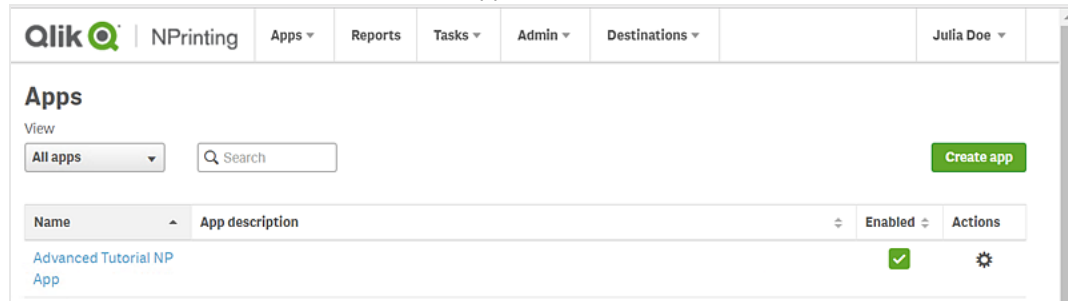 Qlik NPrinting Apps Reports Tasks Admin Destinations Julia Doe
Apps
View
All apps Search Create app
Name App description Enabled Actions
Advanced Tutorial NP
App